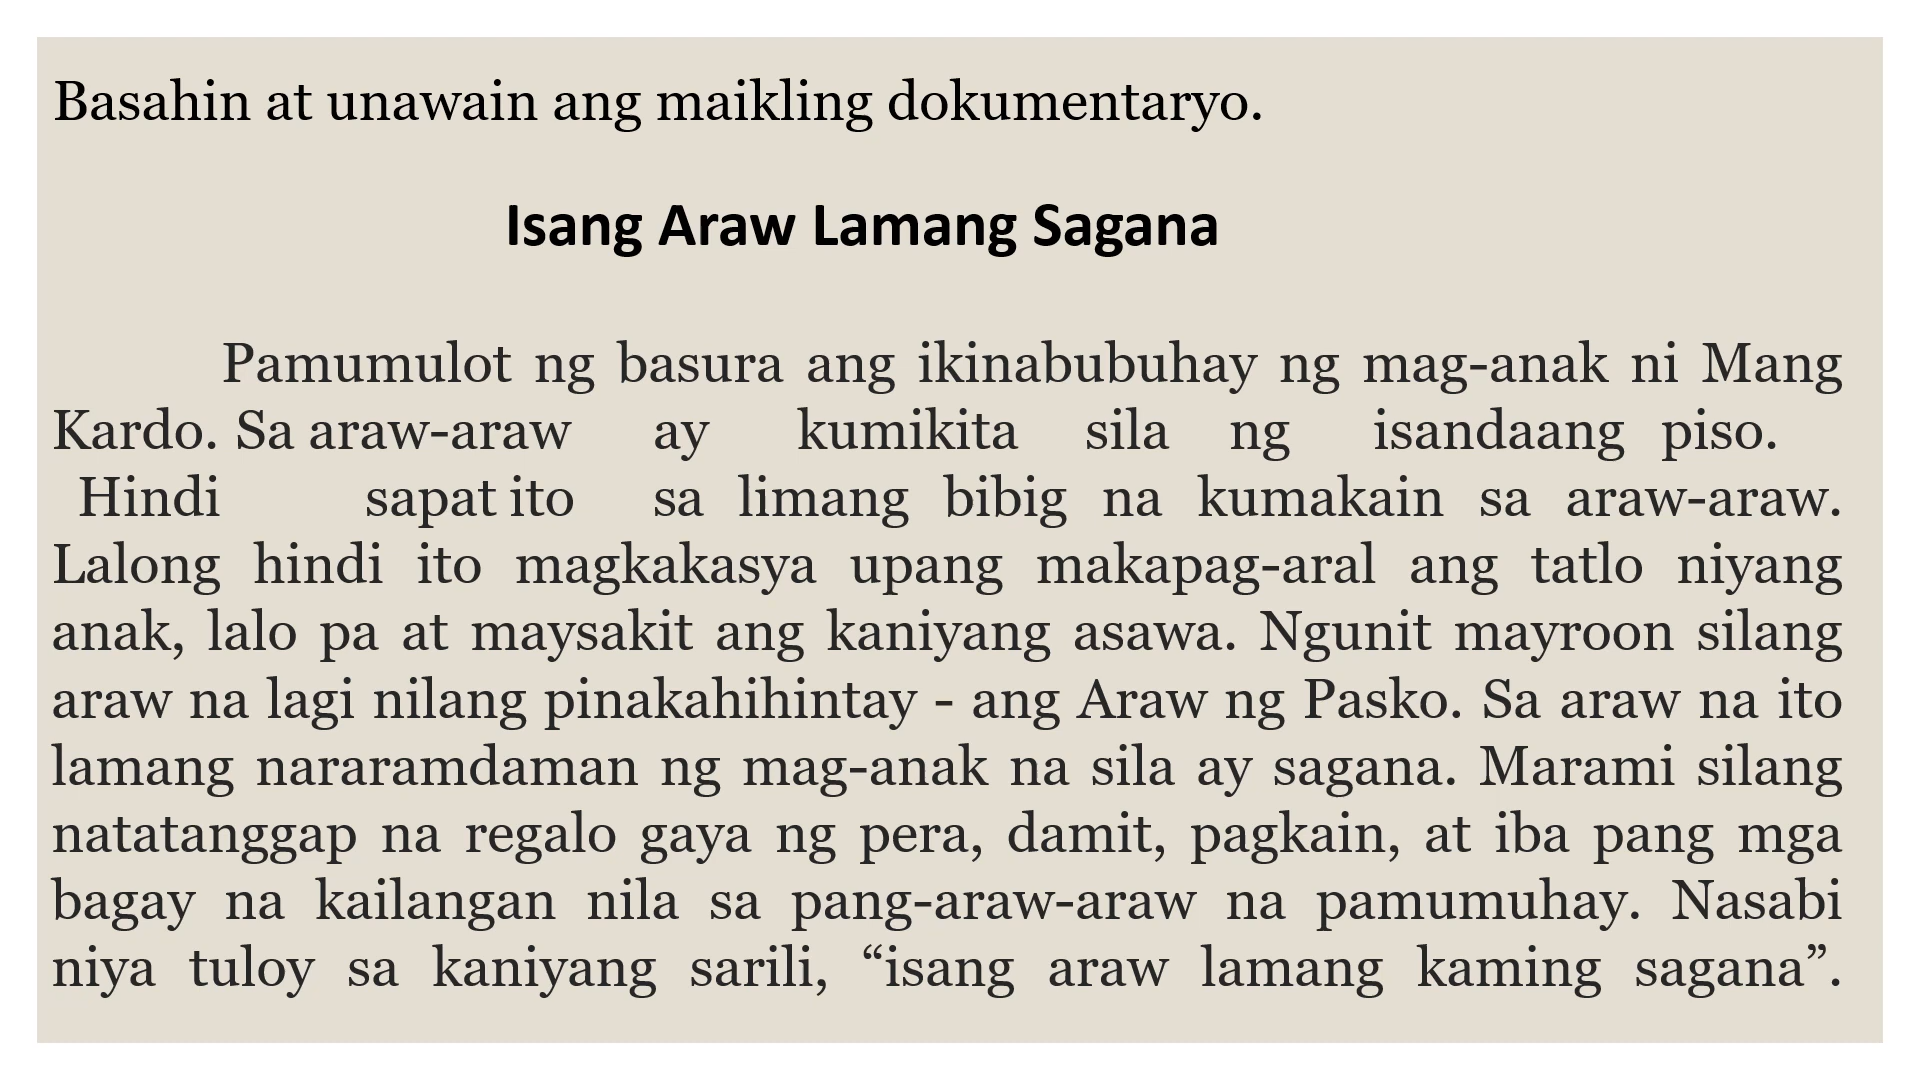 Basahin at unawain ang maikling dokumentaryo.
Isang Araw Lamang Sagana
Pamumulot ng basura ang ikinabubuhay ng mag-anak ni Mang
Kardo. Sa araw-araw ay kumikita sila ng isandaang piso.
Hindi sapat ito sa limang bibig na kumakain sa araw-araw.
Lalong hindi ito magkakasya upang makapag-aral ang tatlo niyang
anak, lalo pa at maysakit ang kaniyang asawa. Ngunit mayroon silang
araw na lagi nilang pinakahihintay - ang Araw ng Pasko. Sa araw na ito
lamang nararamdaman ng mag-anak na sila ay sagana. Marami silang
natatanggap na regalo gaya ng pera, damit, pagkain, at iba pang mga
bagay na kailangan nila sa pang-araw-araw na pamumuhay. Nasabi
niya tuloy sa kaniyang sarili, “isang araw lamang kaming sagana”.